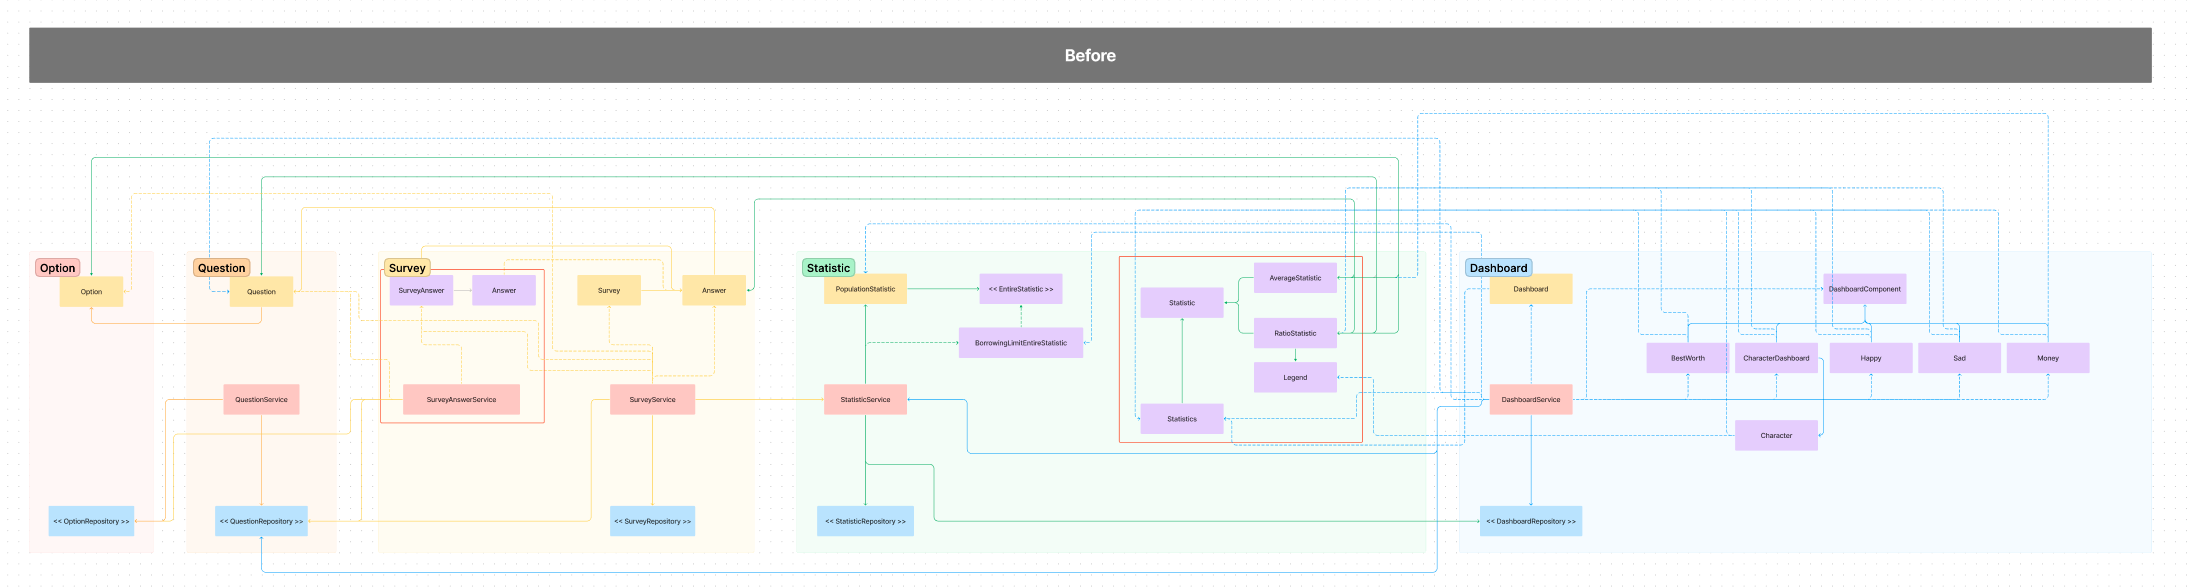 Before
Option
Question
Survey
Statistic
Dashboard
Option
Question
SurveyAnswer
Answer
Survey
Answer
PopulationStatistic
<< EntireStatistic >>
BorrowingLimitEntireStatistic
Statistic
AverageStatistic
RatioStatistic
Legend
Statistics
Dashboard
DashboardComponent
BestWorth
CharacterDashboard
Happy
Sad
Money
QuestionService
SurveyAnswerService
SurveyService
StatisticService
DashboardService
Character
<< OptionRepository >>
<< QuestionRepository >>
<< SurveyRepository >>
<< StatisticRepository >>
<< DashboardRepository >>